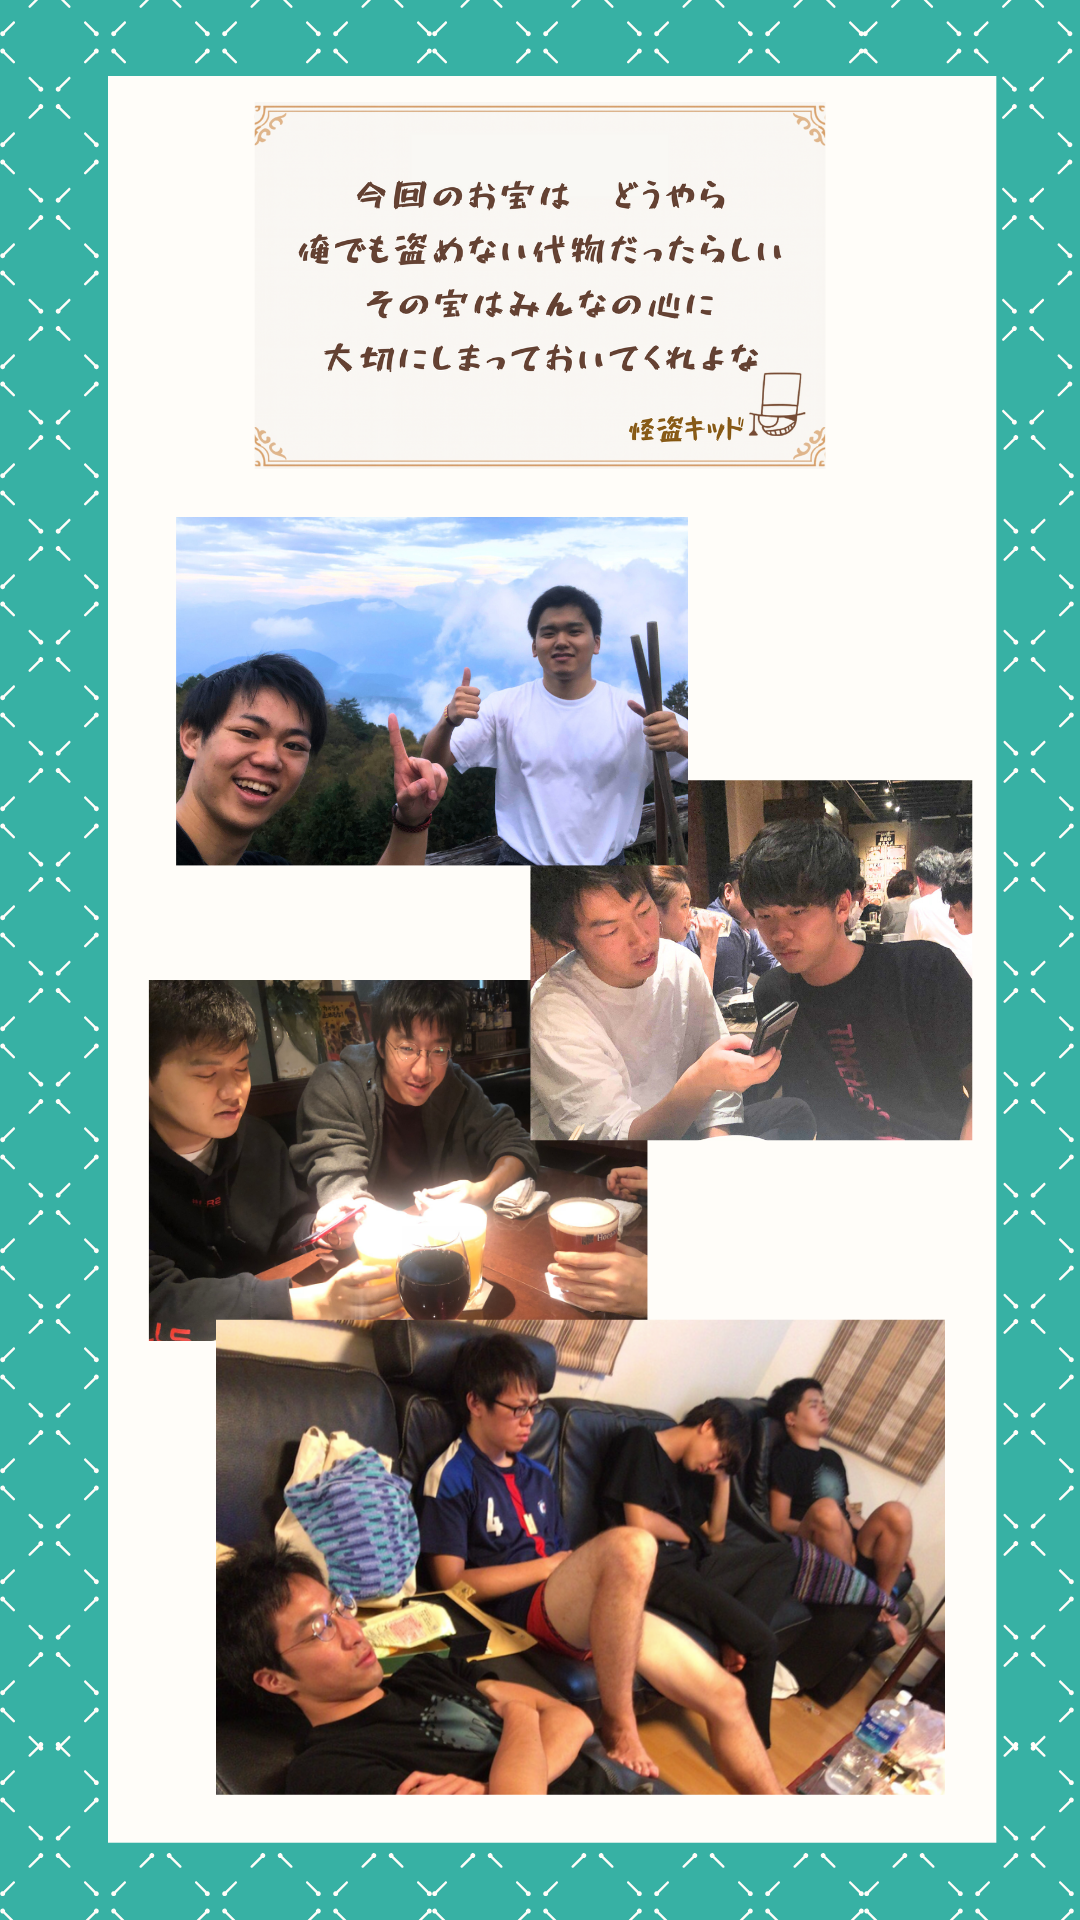 今回のお宝は　どうやら
俺でも盗めない代物だったらしい
その宝はみんなの心に
大切にしまっておいてくれよな
怪盗キッド
4